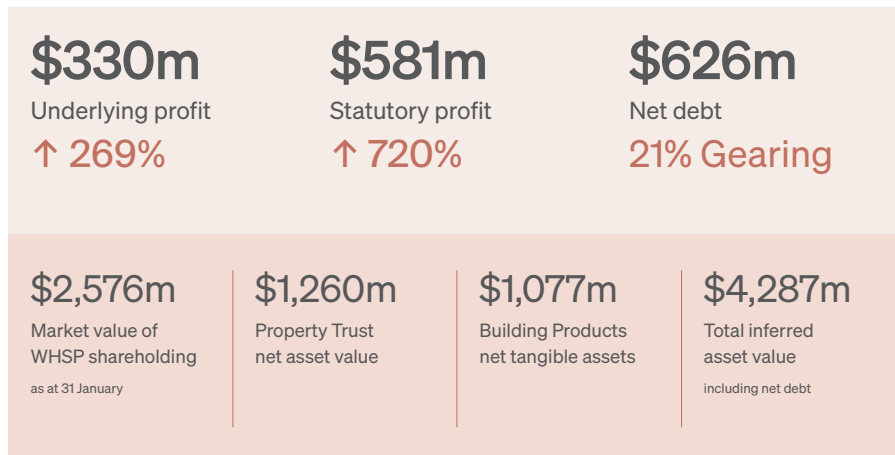 $330m
Underlying profit
↑ 269%
$581m
Statutory profit
↑ 720%
$626m
Net debt
21% Gearing
$2,576m
Market value of
WHSP shareholding
as at 31 January
$1,260m
Property Trust
net asset value
$1,077m
Building Products
net tangible assets
$4,287m
Total inferred
asset value
including net debt